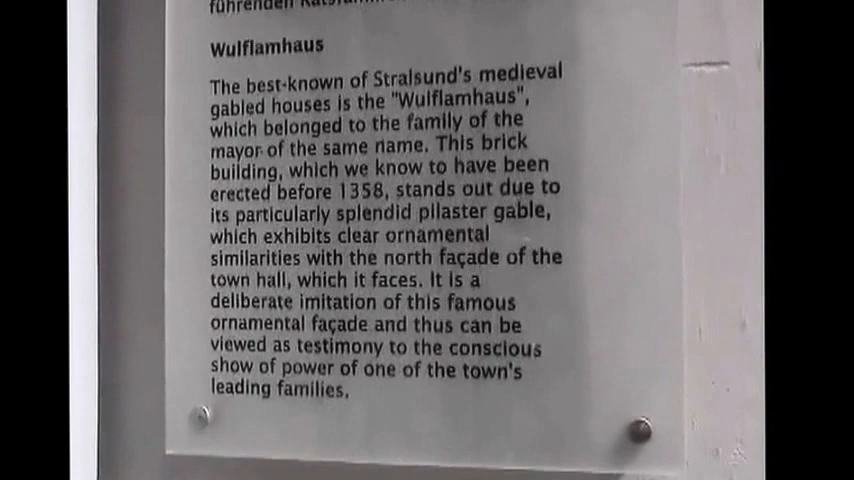 führenden
Wulflamhaus
The best-known of Stralsund's medieval
gabled houses is the "Wulflamhaus",
which belonged to the family of the
mayor of the same name. This brick
building, which we know to have been
erected before 1358, stands out due to
its particularly splendid pilaster gable,
which exhibits clear ornamental
similarities with the north façade of the
town hall, which it faces. It is a
deliberate imitation of this famous
ornamental façade and thus can be
viewed as testimony to the conscious
show of power of one of the town's
leading families.